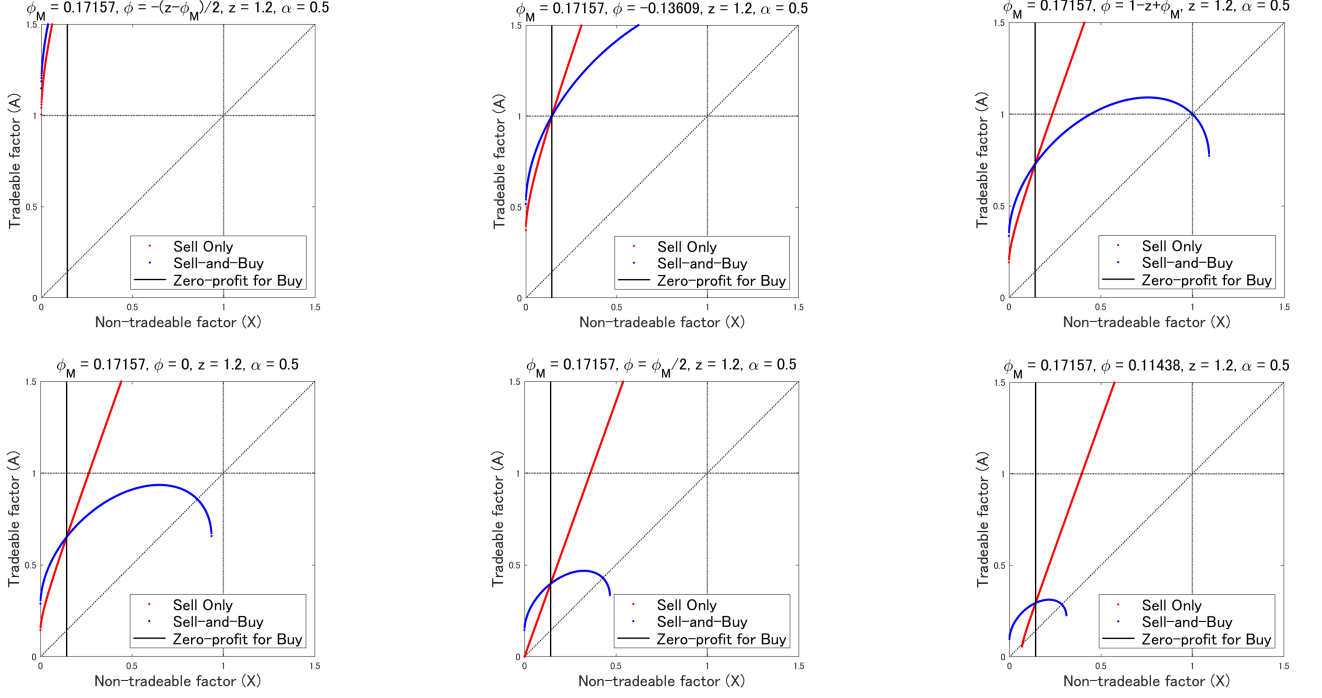 ϕM = 0.17157, ϕ = -(z-ϕM)/2, z = 1.2, α = 0.5
1.5
1
0.5
0
Tradeable factor (A)
Sell Only
Sell-and-Buy
Zero-profit for Buy
0 0.5 1 1.5
Non-tradeable factor (X)
ϕM = 0.17157, ϕ = -0.13609, z = 1.2, α = 0.5
1.5
1
0.5
0
Tradeable factor (A)
Sell Only
Sell-and-Buy
Zero-profit for Buy
0 0.5 1 1.5
Non-tradeable factor (X)
ϕM = 0.17157, ϕ = 1-z+ϕM, z = 1.2, α = 0.5
1.5
1
0.5
0
Tradeable factor (A)
Sell Only
Sell-and-Buy
Zero-profit for Buy
0 0.5 1 1.5
Non-tradeable factor (X)
ϕM = 0.17157, ϕ = 0, z = 1.2, α = 0.5
1.5
1
0.5
0
Tradeable factor (A)
Sell Only
Sell-and-Buy
Zero-profit for Buy
0 0.5 1 1.5
Non-tradeable factor (X)
ϕM = 0.17157, ϕ = ϕM/2, z = 1.2, α = 0.5
1.5
1
0.5
0
Tradeable factor (A)
Sell Only
Sell-and-Buy
Zero-profit for Buy
0 0.5 1 1.5
Non-tradeable factor (X)
ϕM = 0.17157, ϕ = 0.11438, z = 1.2, α = 0.5
1.5
1
0.5
0
Tradeable factor (A)
Sell Only
Sell-and-Buy
Zero-profit for Buy
0 0.5 1 1.5
Non-tradeable factor (X)